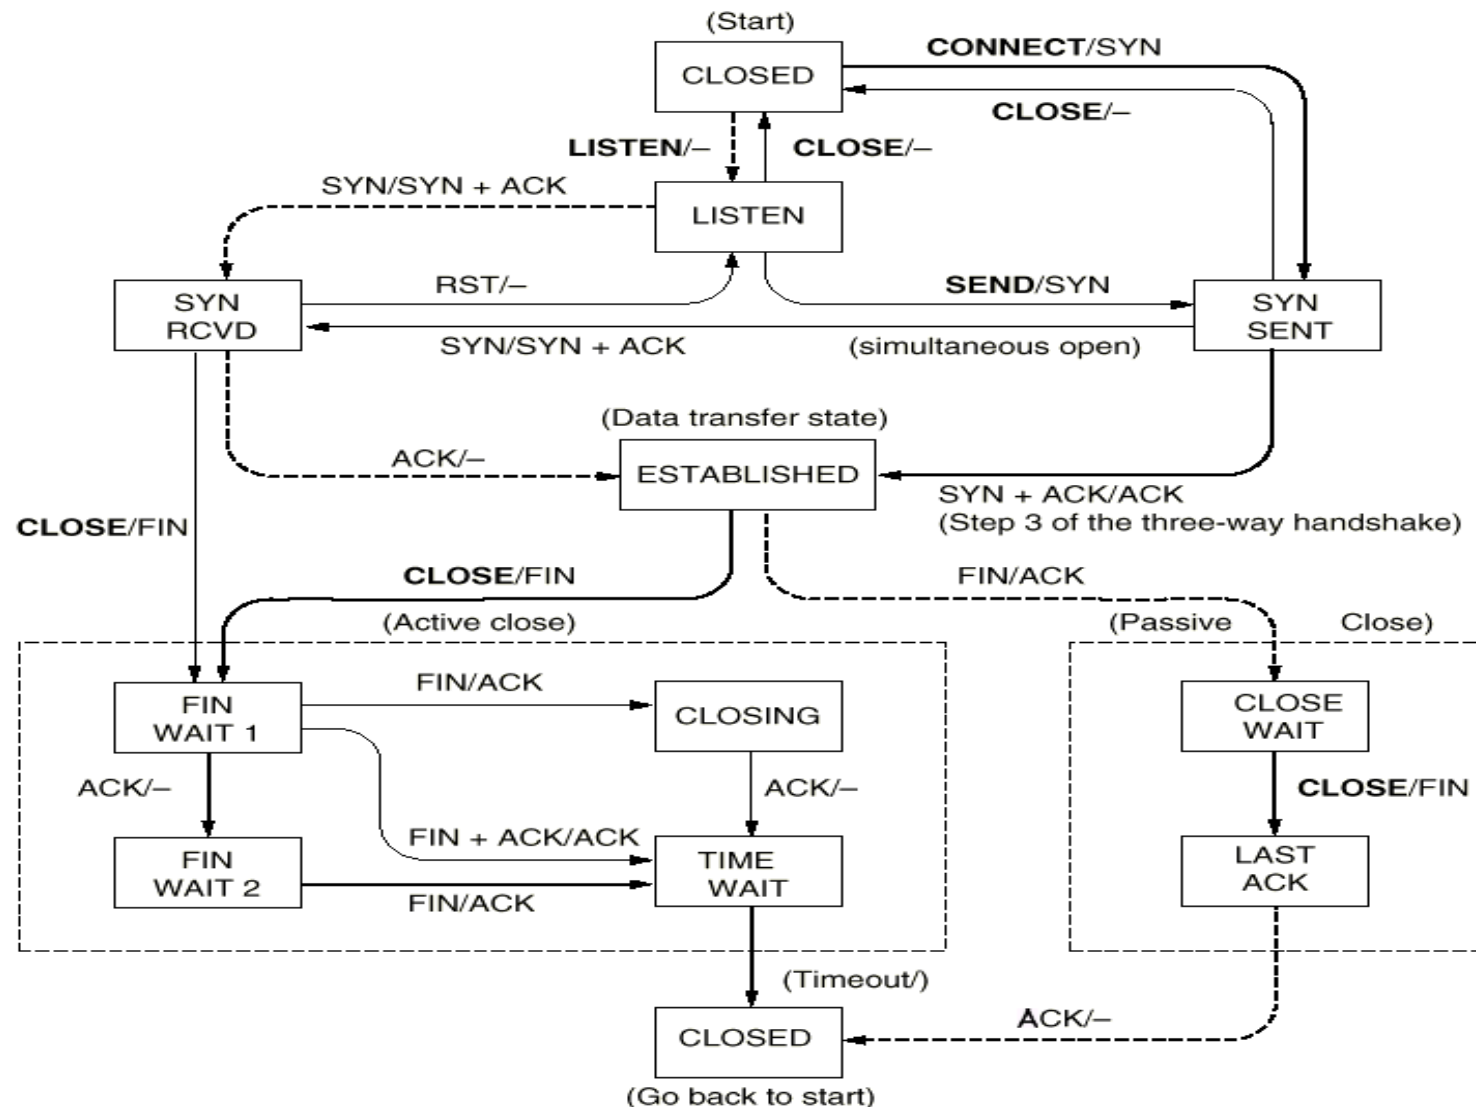 (Start)
CONNECT/SYN
CLOSED
CLOSE/–
LISTEN/–
CLOSE/–
SYN/SYN + ACK
LISTEN
RST/–
SEND/SYN
SYN
RCVD
SYN
SENT
SYN/SYN + ACK
(simultaneous open)
(Data transfer state)
ACK/–
ESTABLISHED
SYN + ACK/ACK
(Step 3 of the three-way handshake)
CLOSE/FIN
CLOSE/FIN
FIN/ACK
(Active close)
(Passive Close)
FIN/ACK
FIN
WAIT 1
CLOSING
CLOSE
WAIT
ACK/–
ACK/–
CLOSE/FIN
FIN + ACK/ACK
FIN
WAIT 2
TIME
WAIT
LAST
ACK
FIN/ACK
(Timeout/)
ACK/–
CLOSED
(Go back to start)